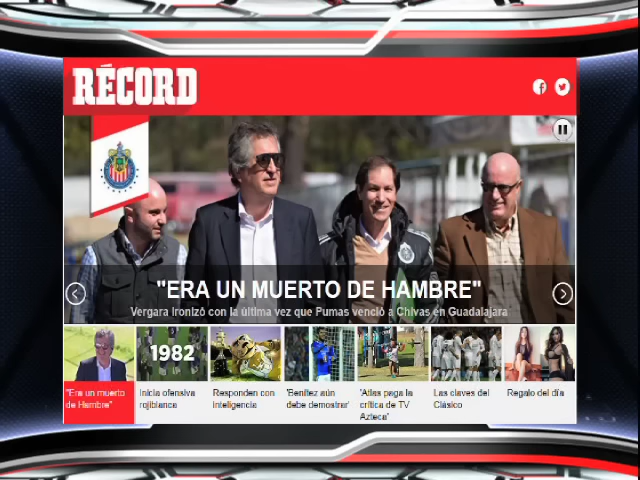 RÉCORD
"ERA UN MUERTO DE HAMBRE"
Vergara ironizó con la última vez que Pumas venció a Chivas en Guadalajara
1982
"Era un muerto
de Hambre"
Inicia ofensiva
rojiblanca
Responden con
Inteligencia
'Benítez aún
debe demostrar'
'Atlas paga la
crítica de TV
Azteca'
Las claves del
Clásico
Regalo del día